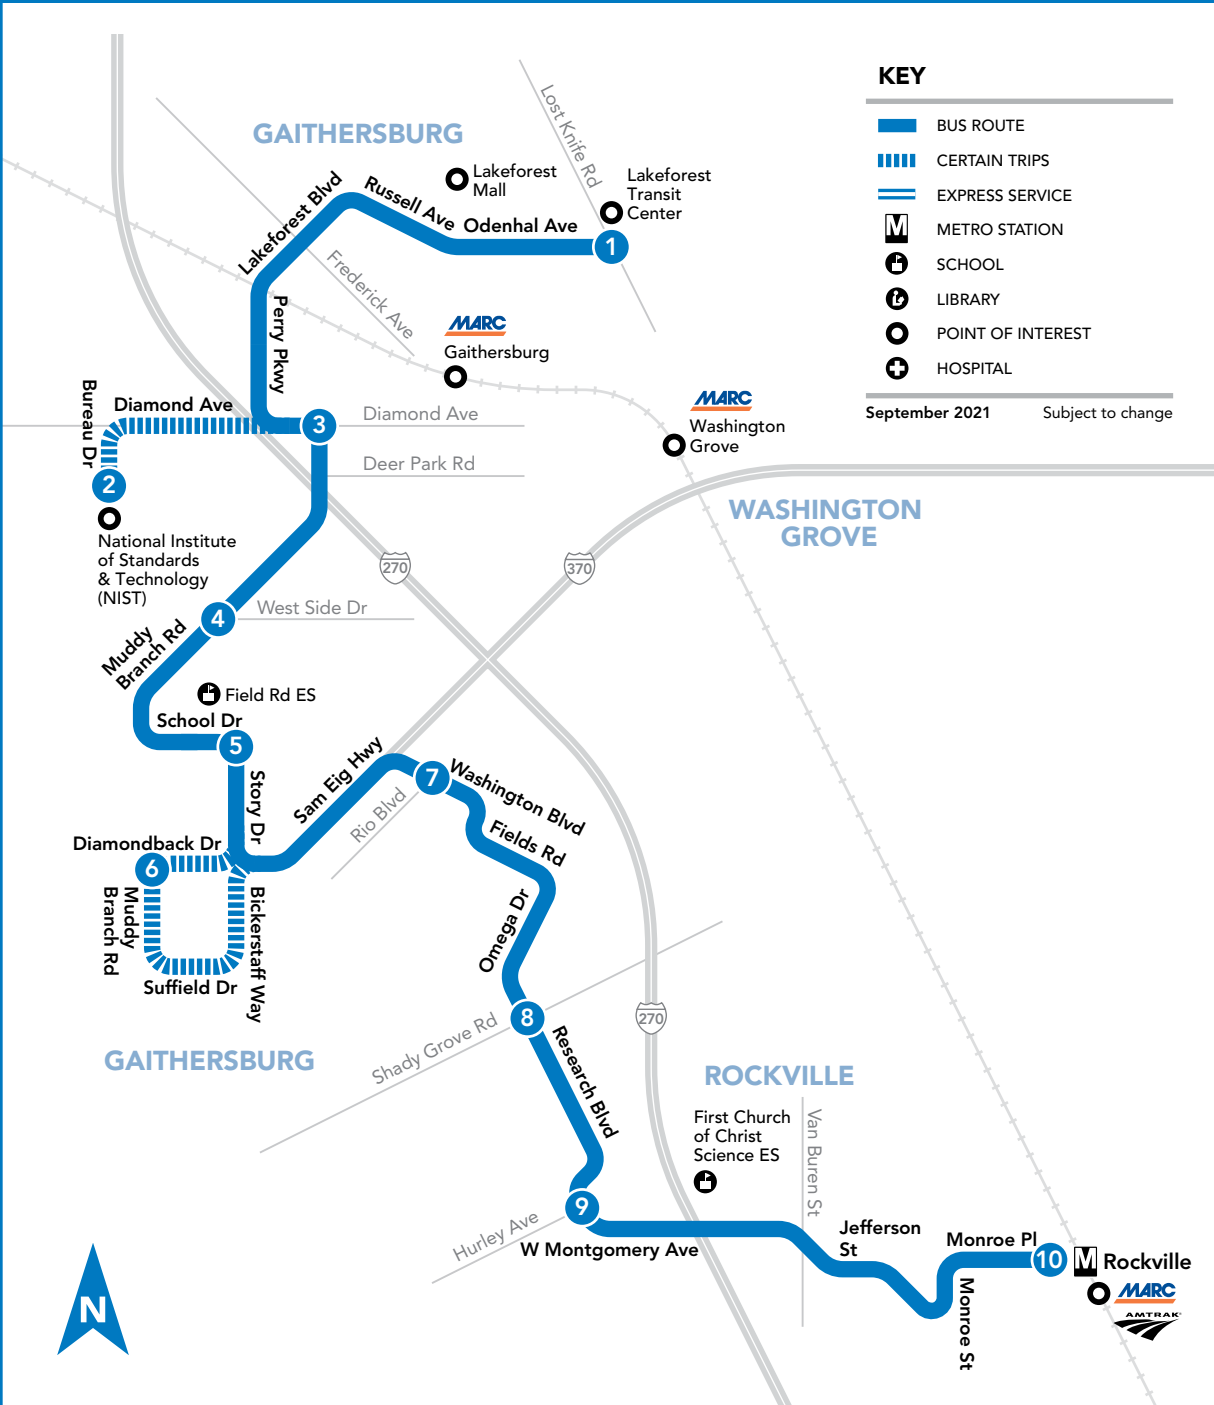 KEY
BUS ROUTE
CERTAIN TRIPS
EXPRESS SERVICE
M
METRO STATION
SCHOOL
LIBRARY
POINT OF INTEREST
HOSPITAL
September 2021
Subject to change
GAITHERSBURG
Lost Knife Rd
Lakeforest
Mall
Lakeforest
Transit
Center
Lakeforest Blvd
Russell Ave
Odenhal Ave
1
Frederick Ave
Perry Pkwy
MARC
Gaithersburg
MARC
Washington
Grove
Bureau Dr
Diamond Ave
3
Diamond Ave
Deer Park Rd
2
National Institute
of Standards
& Technology
(NIST)
WASHINGTON
GROVE
270
370
4
West Side Dr
Muddy
Branch Rd
Field Rd ES
School Dr
5
Story Dr
Sam Eig Hwy
Rio Blvd
7
Washington Blvd
Fields Rd
Diamondback Dr
6
Muddy
Branch Rd
Bickerstaff Way
Suffield Dr
Omega Dr
8
Shady Grove Rd
270
GAITHERSBURG
Research Blvd
ROCKVILLE
First Church
of Christ
Science ES
Van Buren St
9
Hurley Ave
W Montgomery Ave
Jefferson
St
Monroe Pl
10
M
Rockville
MARC
AMTRAK
Monroe St
N